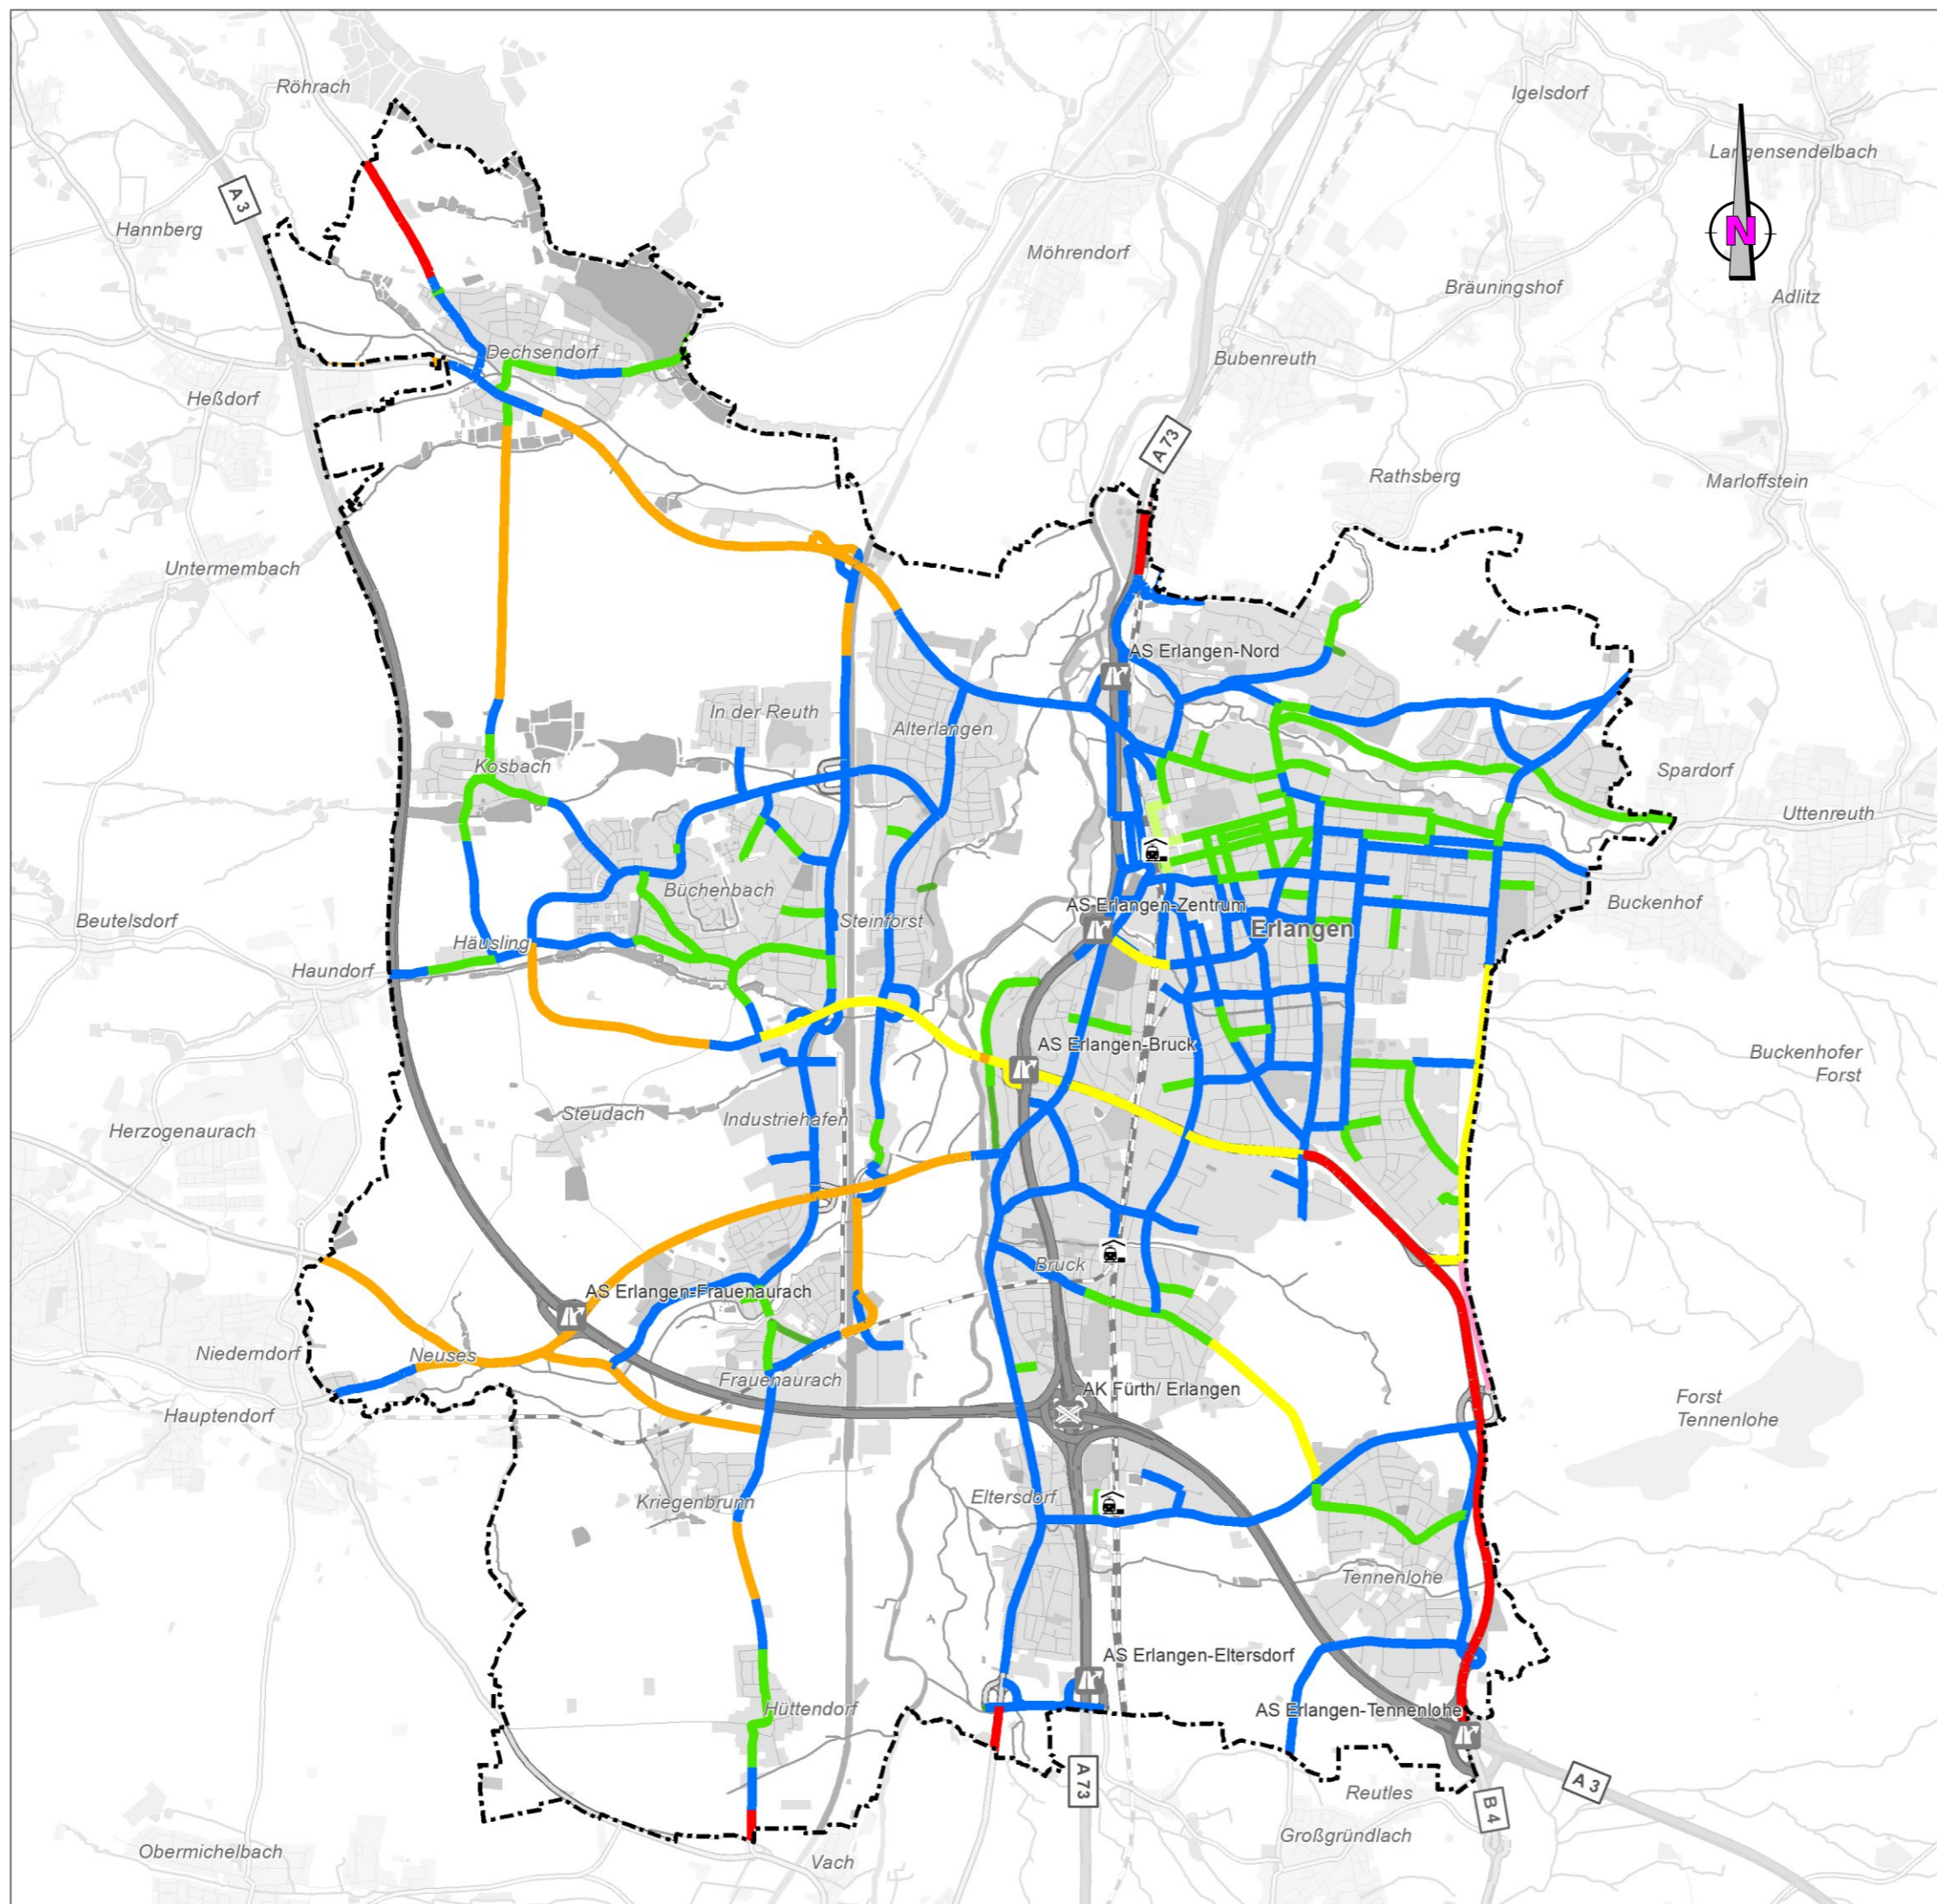 Röhrach
Igelsdorf
Langensendelbach
A 3
Hannberg
N
Möhrendorf
Bräuningshof
Adlitz
Dechsendorf
Bubenreuth
Heßdorf
A 73
Rathsberg
Marloffstein
Untermembach
AS Erlangen-Nord
In der Reuth
Alterlangen
Kosbach
Spardorf
Uttenreuth
Büchenbach
AS Erlangen-Zentrum
Buckenhof
Beutelsdorf
Steinforst
Erlangen
Häusling
Haundorf
AS Erlangen-Bruck
Buckenhofer
Forst
Steudach
Industriehafen
Herzogenaurach
Bruck
AS Erlangen-Frauenaurach
Niederndorf
Neuses
Frauenaurach
AK Fürth/ Erlangen
Forst
Tennenlohe
Hauptendorf
Kriegenbrunn
Eltersdorf
Tennenlohe
AS Erlangen-Eltersdorf
Hüttendorf
AS Erlangen-Tennenlohe
A 73
A 3
Reutles
B 4
Großgründlach
Obermichelbach
Vach